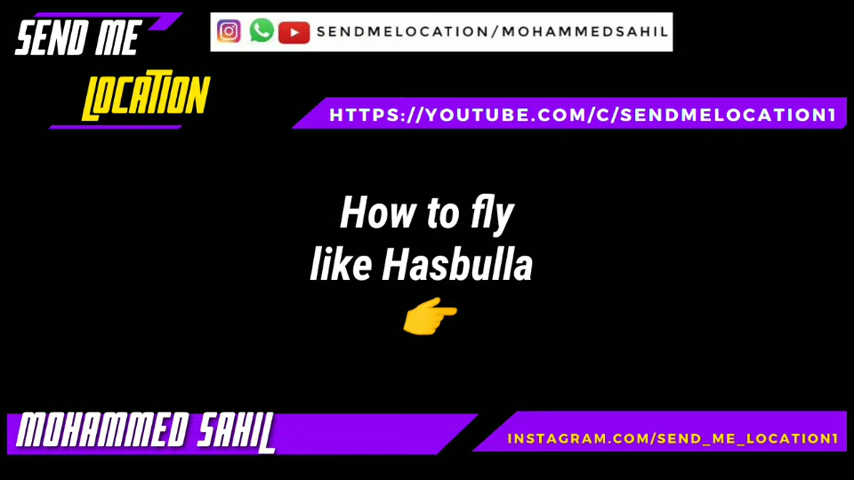 SEND ME
LOCATION
SENDMELOCATION/MOHAMMEDSAHIL
HTTPS://YOUTUBE.COM/C/SENDMELOCATION1
How to fly
like Hasbulla
MOHAMMED SAHIL
INSTAGRAM.COM/SEND_ME_LOCATION1